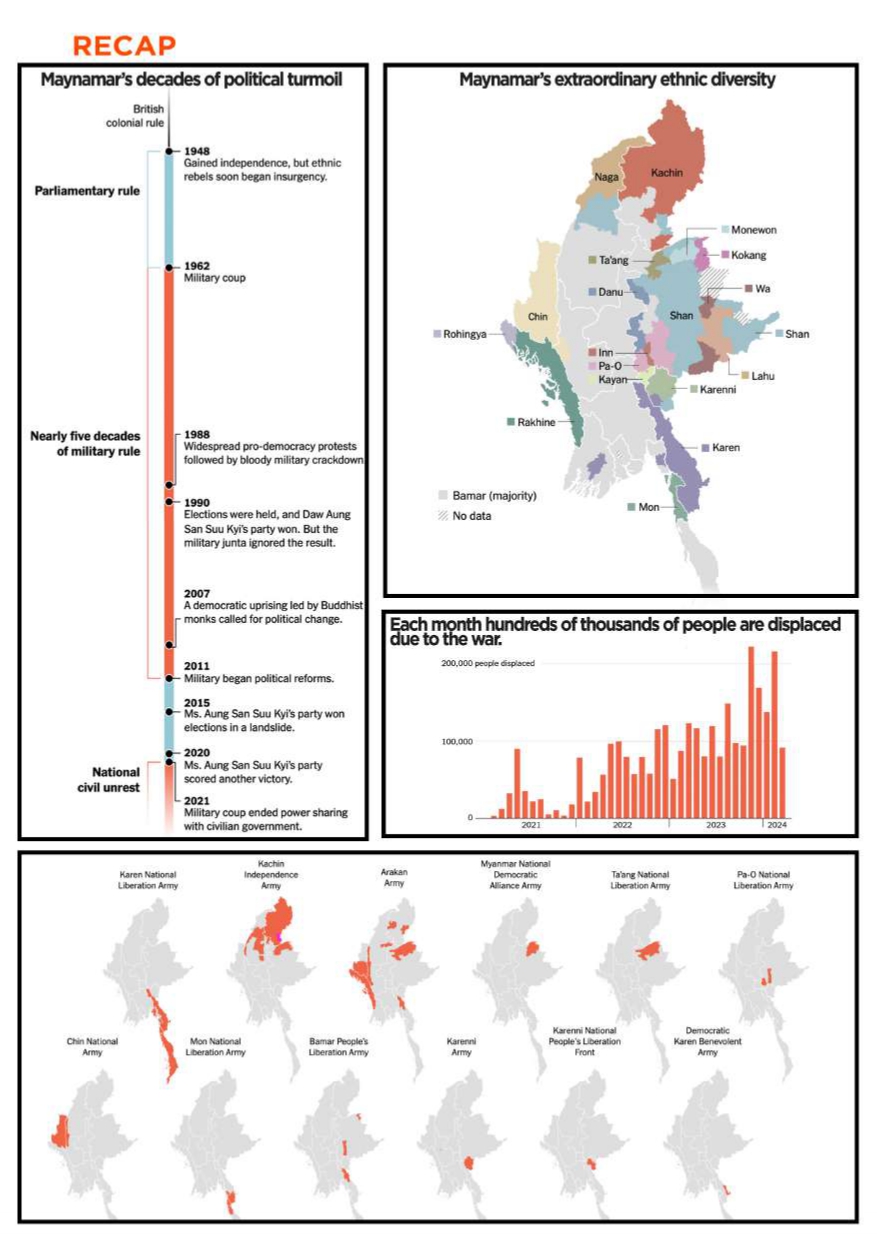 RECAP
Maynamar's decades of political turmoil
British
colonial rule
1948
Gained independence, but ethnic
rebels soon began insurgency.
Parliamentary rule
1962
Military coup
Nearly five decades
of military rule
1988
Widespread pro-democracy protests
followed by bloody military crackdown
1990
Elections were held, and Daw Aung
San Suu Kyi's party won. But the
military junta ignored the result.
2007
A democratic uprising led by Buddhist
monks called for political change.
2011
Military began political reforms.
2015
Ms. Aung San Suu Kyi's party won
elections in a landslide.
2020
Ms. Aung San Suu Kyi's party
scored another victory.
National
civil unrest
2021
Military coup ended power sharing
with civilian government.
Maynamar's extraordinary ethnic diversity
Naga
Kachin
Monewon
Ta'ang
Kokang
Danu
Wa
Chin
Shan
Rohingya
Shan
Inn
Pa-O
Lahu
Kayan
Karenni
Rakhine
Karen
Bamar (majority)
Mon
No data
Each month hundreds of thousands of people are displaced
due to the war.
200,000 people displaced
100,000
0
2021
2022
2023
2024
Karen National
Liberation Army
Kachin
Independence
Army
Arakan
Army
Myanmar National
Democratic
Alliance Army
Ta'ang National
Liberation Army
Pa-O National
Liberation Army
Chin National
Army
Mon National
Liberation Army
Bamar People's
Liberation Army
Karenni
Army
Karenni National
People's Liberation
Front
Democratic
Karen Benevolent
Army